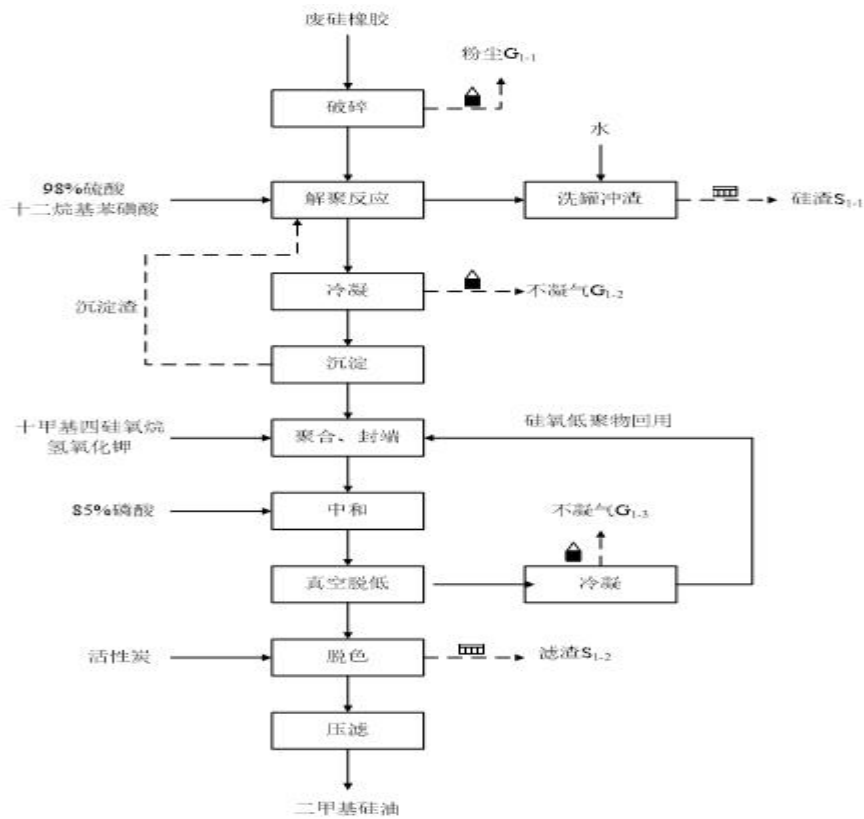 废硅橡胶
粉尘G1-1
破碎
水
98%硫酸
十二烷基苯磺酸
解聚反应
洗罐冲渣
硅渣S1-1
冷凝
不凝气G1-2
沉淀渣
沉淀
十甲基四硅氧烷
氢氧化钾
聚合、封端
硅氧低聚物回用
85%磷酸
中和
不凝气G1-3
真空脱低
冷凝
活性炭
脱色
滤渣S1-2
压滤
二甲基硅油